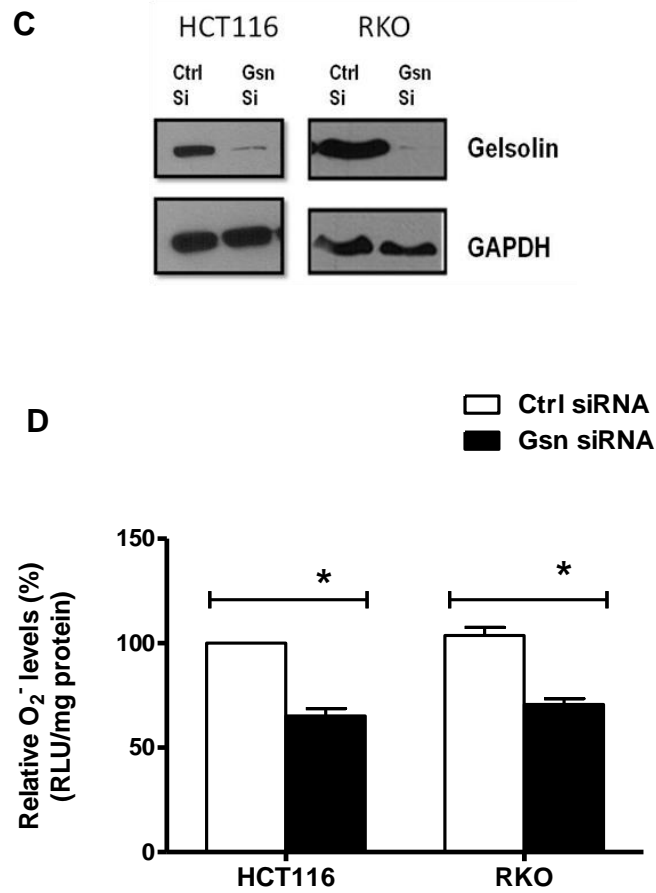 C
HCT116 RKO
Ctrl Gsn Ctrl Gsn
Si Si Si Si
Gelsolin
GAPDH
D
Ctrl siRNA
Gsn siRNA
Relative O₂⁻ levels (%)
(RLU/mg protein)
150
100
50
0
* *
HCT116 RKO